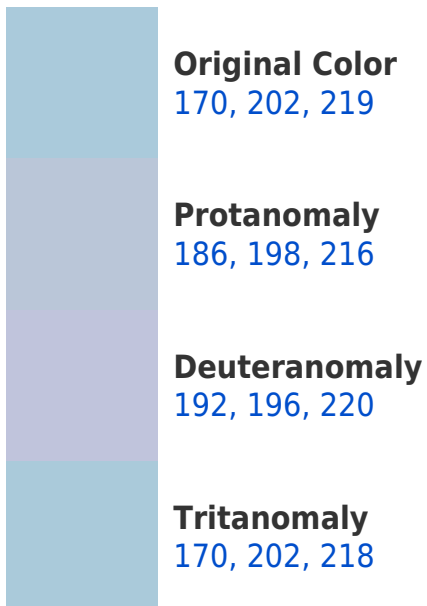 Original Color
170, 202, 219
Protanomaly
186, 198, 216
Deuteranomaly
192, 196, 220
Tritanomaly
170, 202, 218